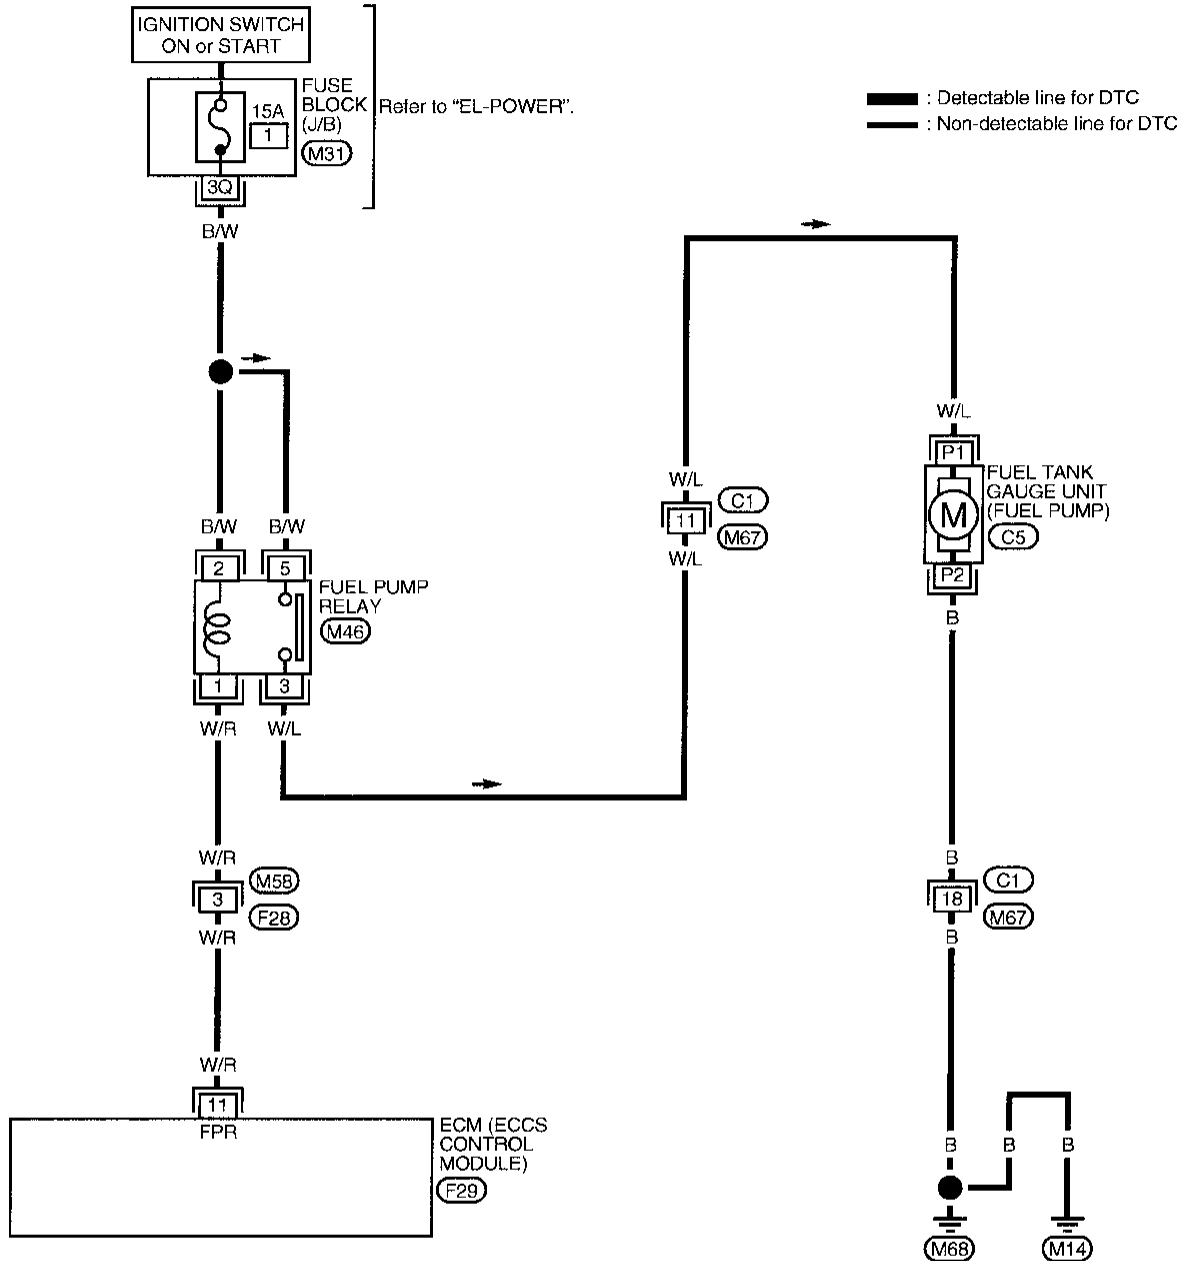 IGNITION SWITCH
ON or START
FUSE
BLOCK
(J/B)
M31
15A
1
3Q
Refer to "EL-POWER".
: Detectable line for DTC
: Non-detectable line for DTC
B/W
B/W
B/W
2
5
FUEL PUMP
RELAY
M46
1
3
W/R
W/L
W/L
11
C1
M67
W/L
W/L
P1
FUEL TANK
GAUGE UNIT
(FUEL PUMP)
C5
M
P2
B
W/R
3
M58
F28
W/R
B
18
C1
M67
B
W/R
11
FPR
ECM (ECCS
CONTROL
MODULE)
F29
B
B
B
M68
M14